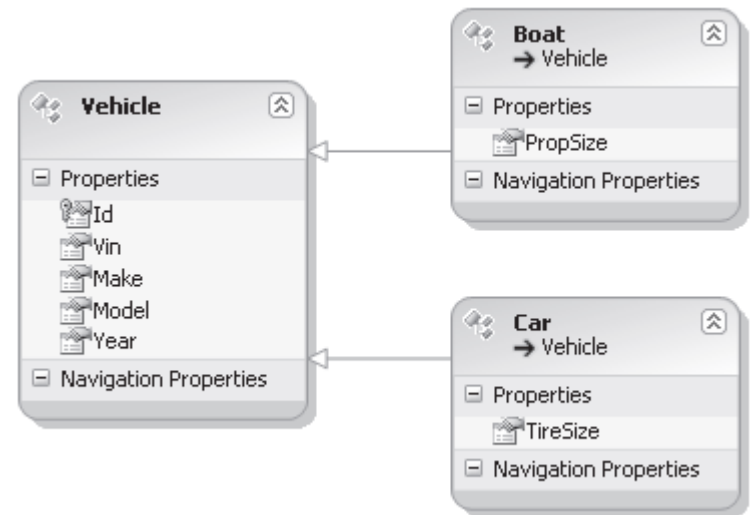 Vehicle
Properties
Id
Vin
Make
Model
Year
Navigation Properties
Boat
→ Vehicle
Properties
PropSize
Navigation Properties
Car
→ Vehicle
Properties
TireSize
Navigation Properties